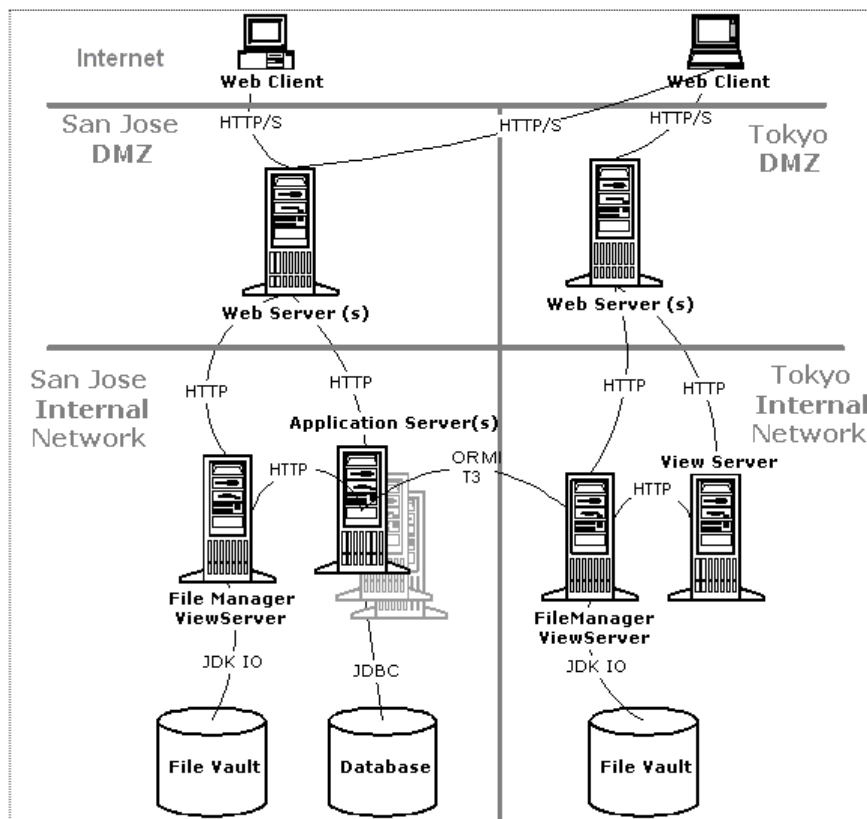 Internet
Web Client
Web Client
San Jose
DMZ
HTTP/S
HTTP/S
HTTP/S
Tokyo
DMZ
Web Server (s)
Web Server (s)
San Jose
Internal
Network
HTTP
HTTP
HTTP
HTTP
Tokyo
Internal
Network
Application Server(s)
View Server
HTTP
ORMI
T3
HTTP
File Manager
ViewServer
FileManager
ViewServer
JDK IO
JDBC
JDK IO
File Vault
Database
File Vault